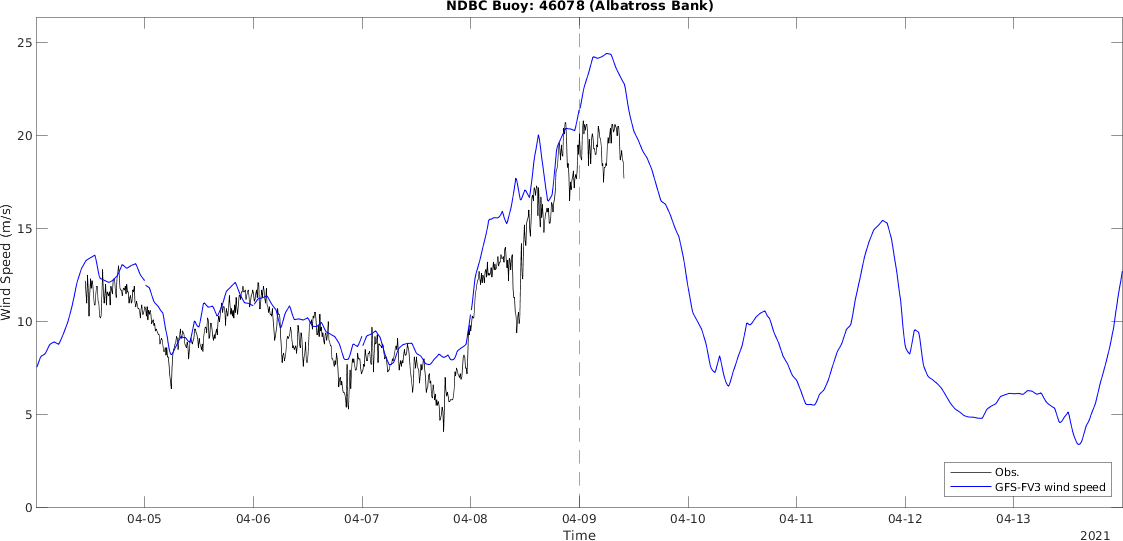 NDBC Buoy: 46078 (Albatross Bank)
25
20
15
10
5
0
Wind Speed (m/s)
04-05 04-06 04-07 04-08 04-09 04-10 04-11 04-12 04-13
Time
2021
Obs.
GFS-FV3 wind speed